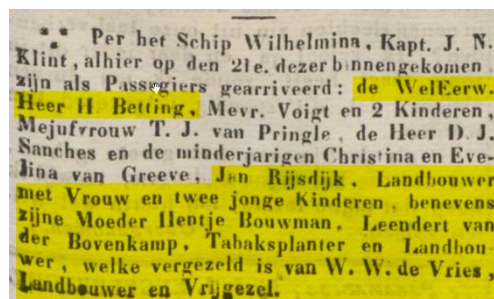 ⁂ Per het Schip Wilhelmina, Kapt. J. N.
Klint, alhier op den 21e. dezer binnengekomen,
zijn als Passagiers gearriveerd: de WelEerw.
Heer H. Betting, Mevr. Voigt en 2 Kinderen,
Mejufvrouw T. J. van Pringle, de Heer D. J.
Sanches en de minderjarigen Christina en Eve-
lina van Greeve, Jan Rijsdijk, Landbouwer
met Vrouw en twee jonge Kinderen, benevens
zijne Moeder Hentje Bouwman, Leendert van
der Bovenkamp, Tabaksplanter en Landbou-
wer, welke vergezeld is van W. W. de Vries,
Landbouwer en Vrijgezel.